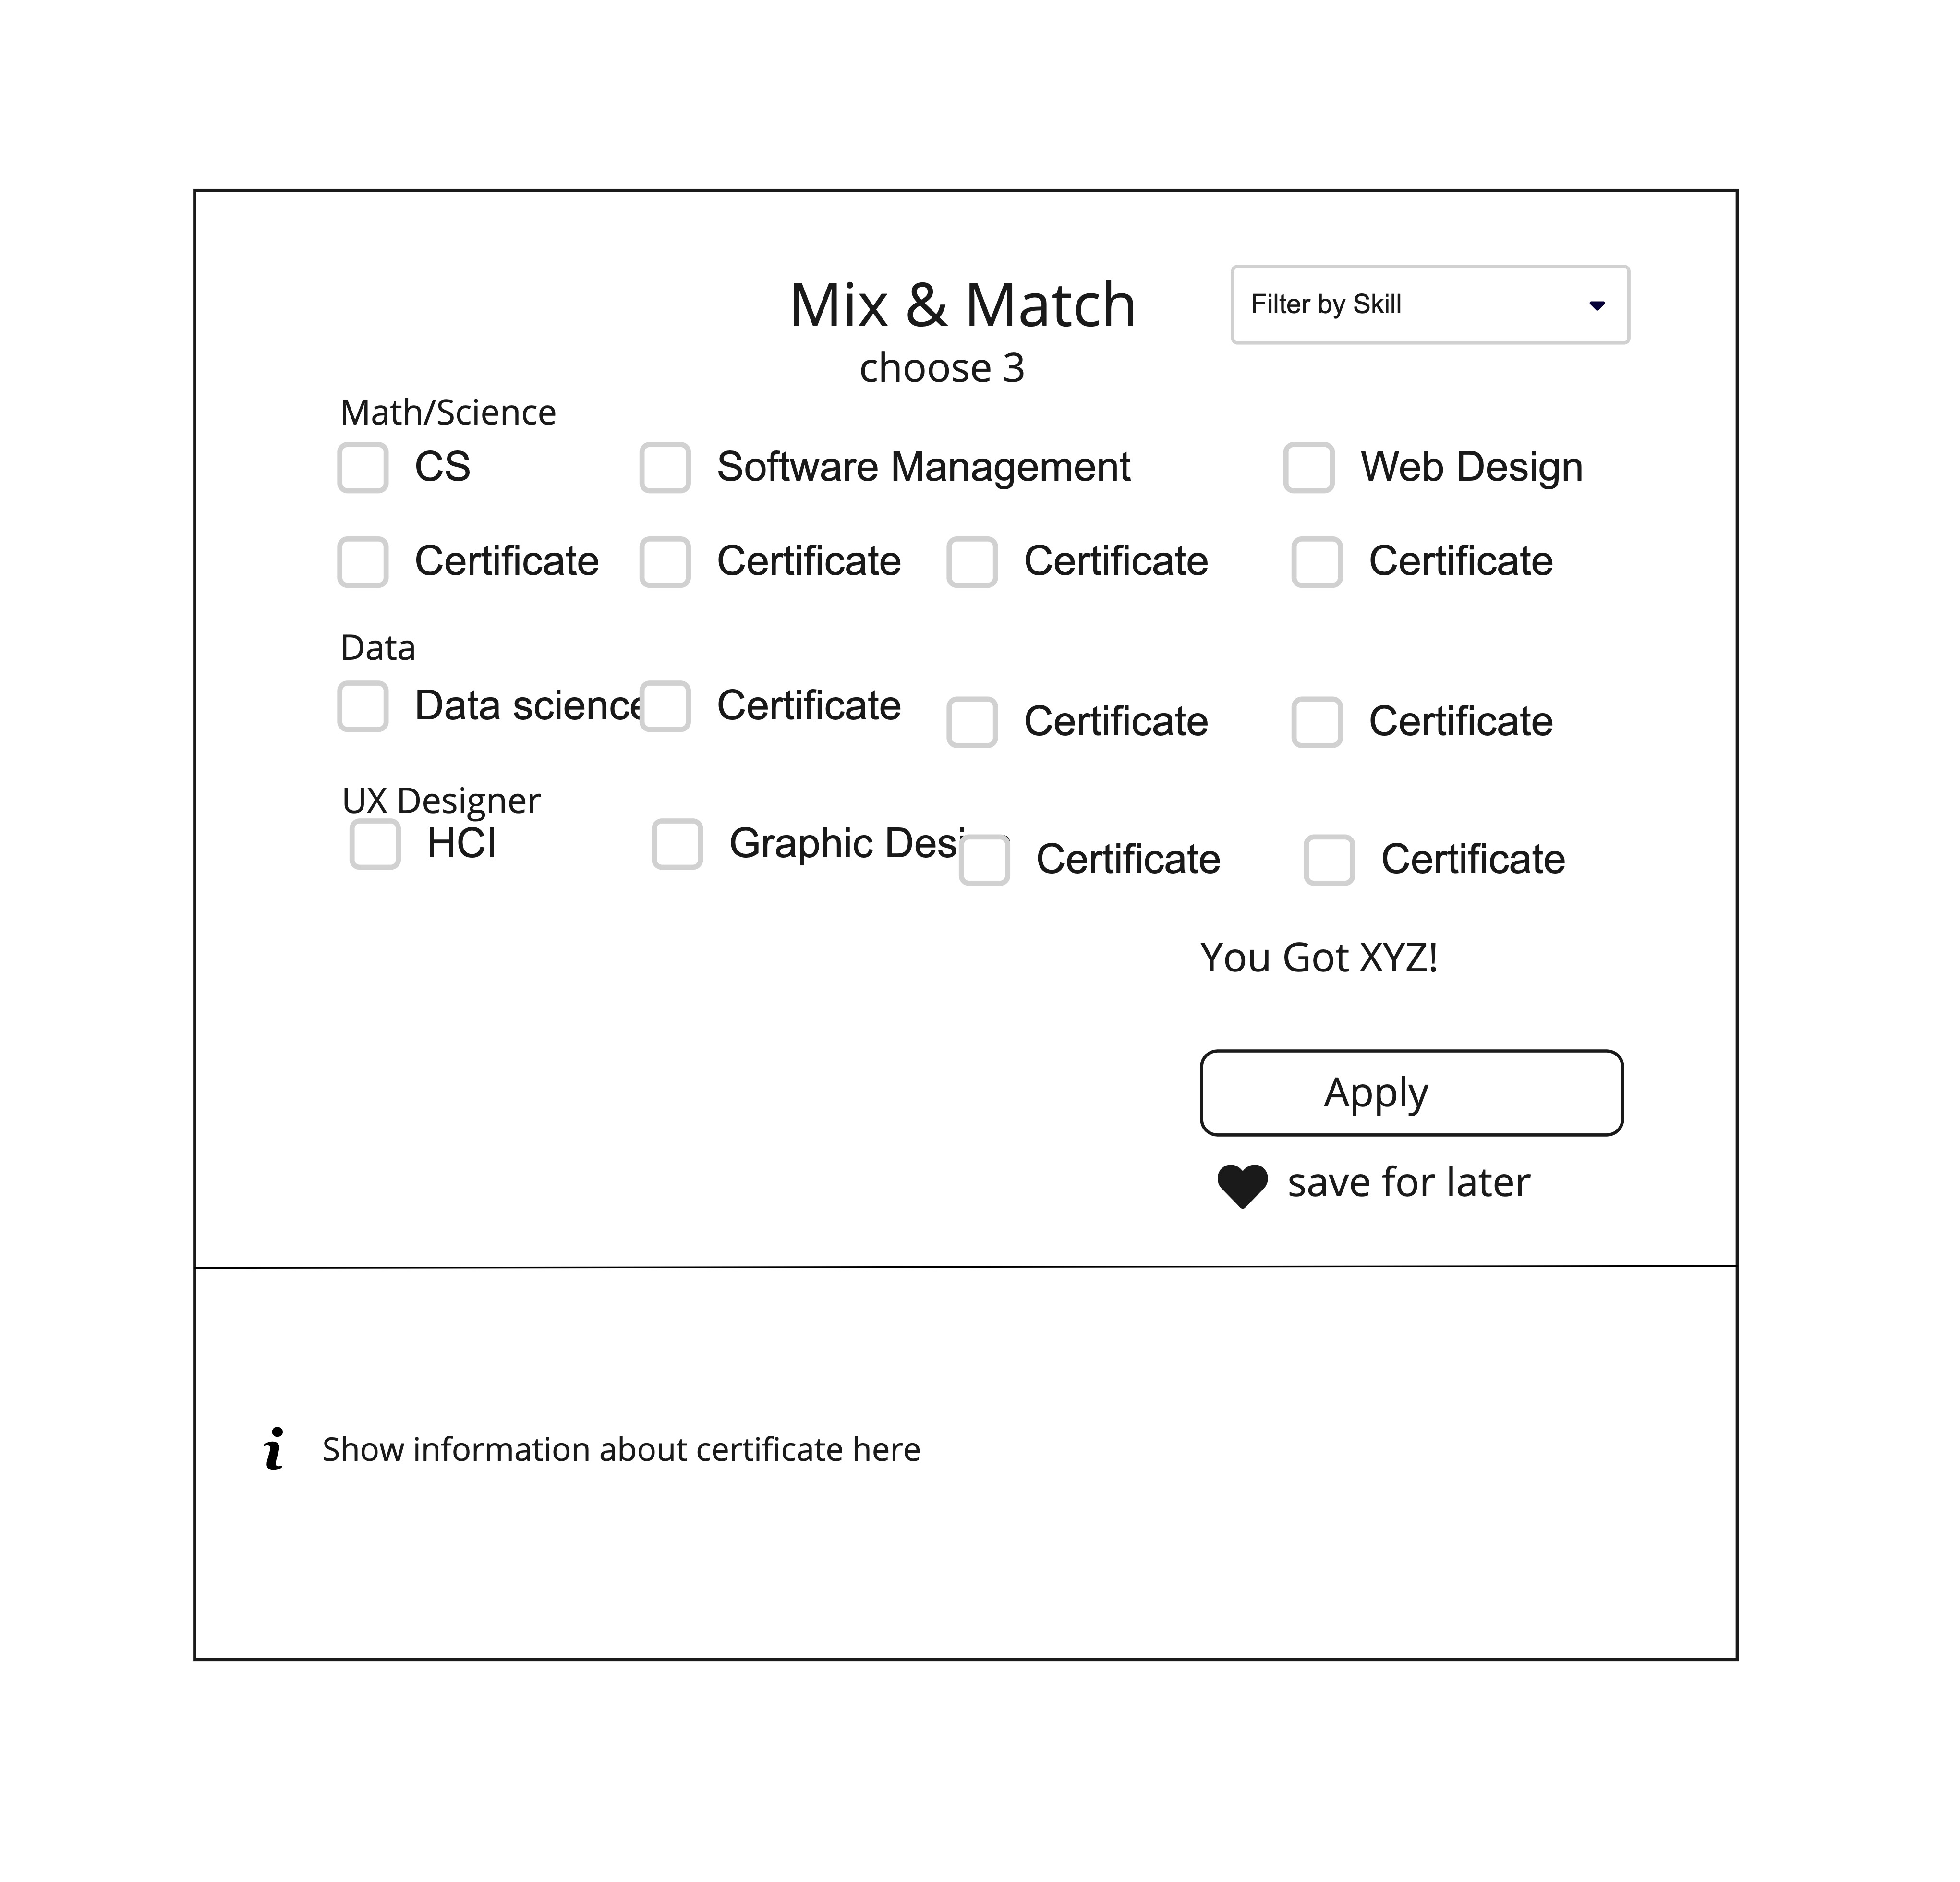 Mix & Match
Filter by Skill
choose 3
Math/Science
CS Software Management Web Design
Certificate Certificate Certificate Certificate
Data
Data science Certificate Certificate Certificate
UX Designer
HCI Graphic Desi Certificate Certificate
You Got XYZ!
Apply
save for later
i Show information about certificate here